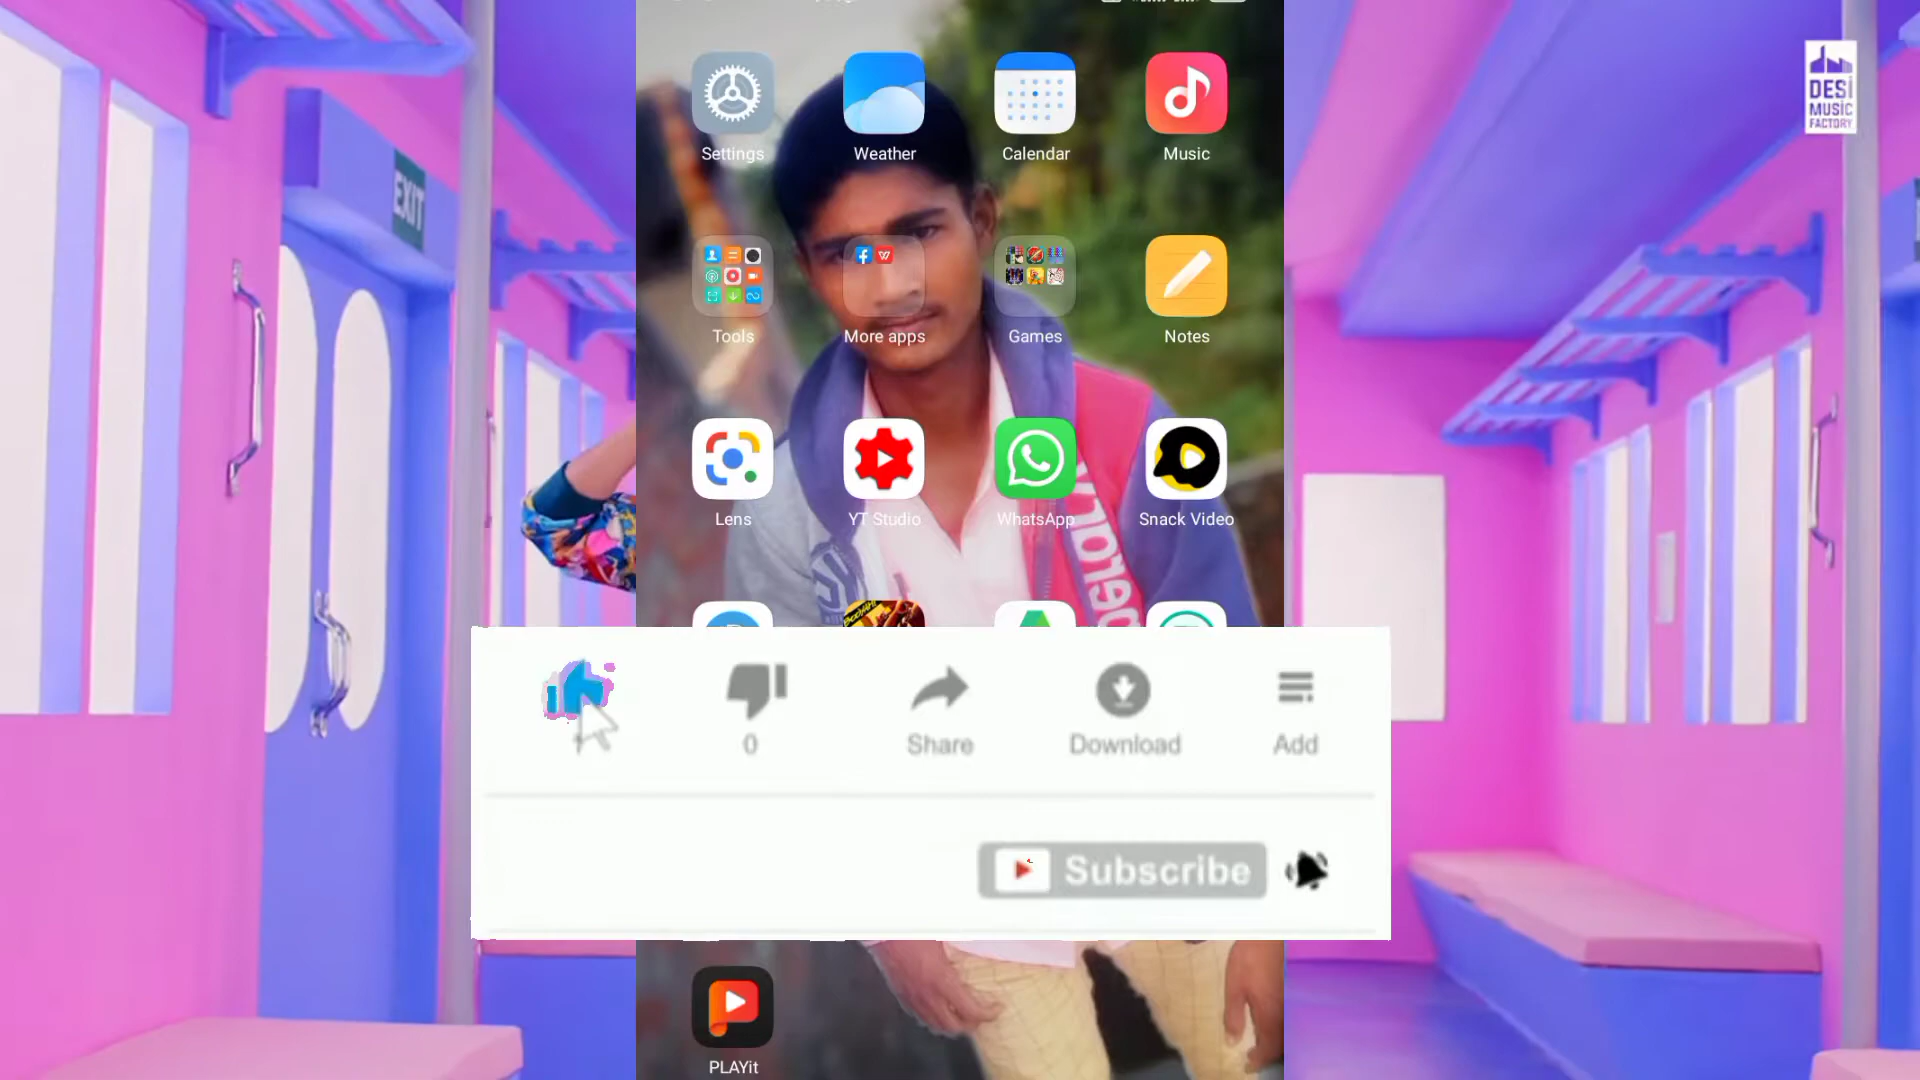 DESi
MUSiC
FACTORY
EXIT
Settings
Weather
Calendar
Music
Tools
More apps
Games
Notes
Lens
YT Studio
WhatsApp
Snack Video
0
Share
Download
Add
Subscribe
PLAYit